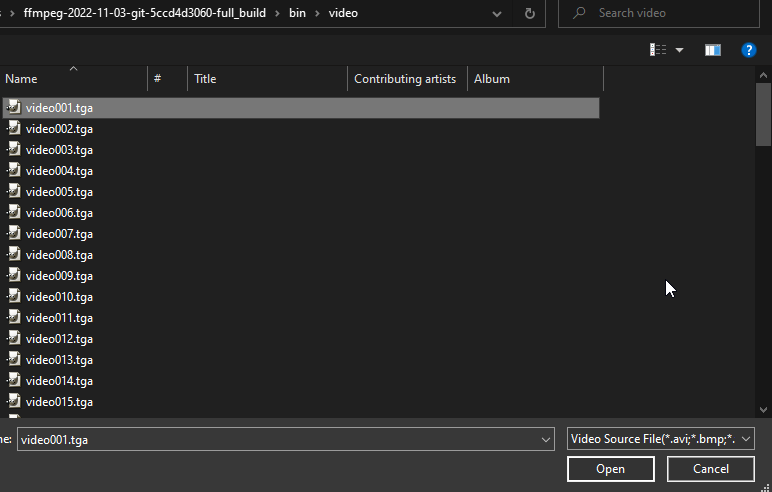 ffmpeg-2022-11-03-git-5ccd4d3060-full_build > bin > video
Search video
Name # Title Contributing artists Album
video001.tga
video002.tga
video003.tga
video004.tga
video005.tga
video006.tga
video007.tga
video008.tga
video009.tga
video010.tga
video011.tga
video012.tga
video013.tga
video014.tga
video015.tga
ne: video001.tga Video Source File(*.avi;*.bmp;*.
Open Cancel